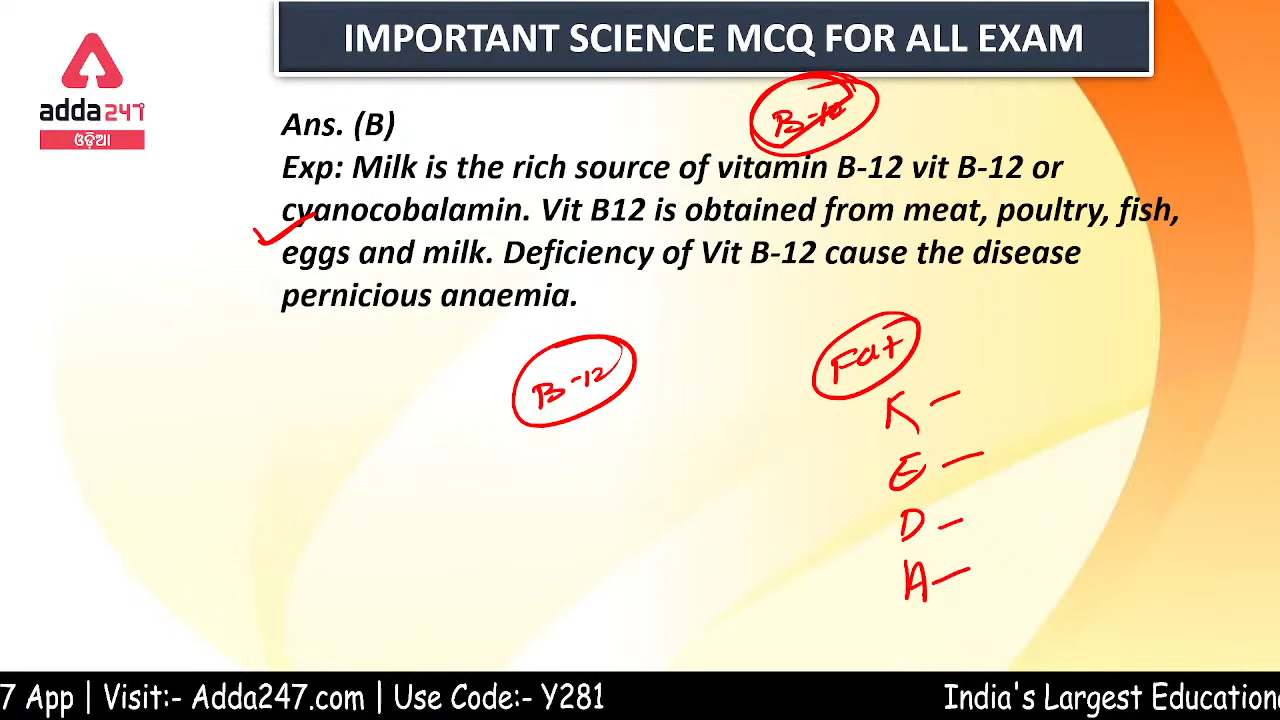 IMPORTANT SCIENCE MCQ FOR ALL EXAM
adda247
ଓଡ଼ିଆ
B-12
Ans. (B)
Exp: Milk is the rich source of vitamin B-12 vit B-12 or
cyanocobalamin. Vit B12 is obtained from meat, poultry, fish,
eggs and milk. Deficiency of Vit B-12 cause the disease
pernicious anaemia.
B-12
Fat
K -
E -
D -
A -
7 App | Visit:- Adda247.com | Use Code:- Y281
India's Largest Education